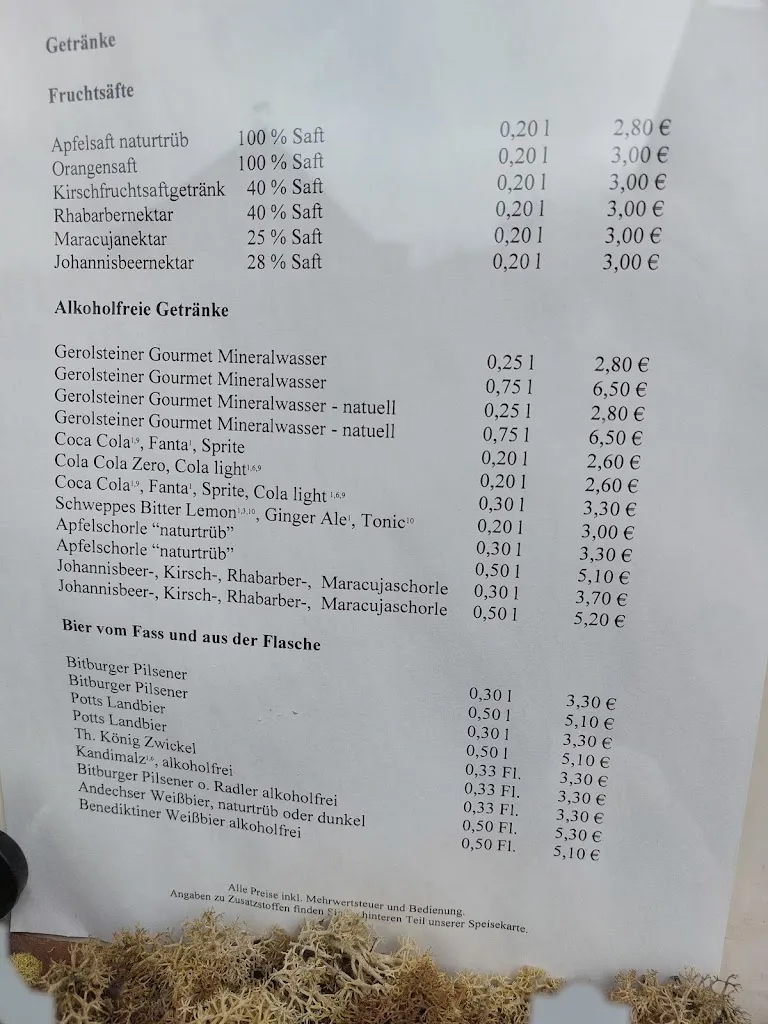 Getränke
Fruchtsäfte
Apfelsaft naturtrüb 100 % Saft 0,20 l 2,80 €
Orangensaft 100 % Saft 0,20 l 3,00 €
Kirschfruchtsaftgetränk 40 % Saft 0,20 l 3,00 €
Rhabarbernektar 40 % Saft 0,20 l 3,00 €
Maracujanektar 25 % Saft 0,20 l 3,00 €
Johannisbeernektar 28 % Saft 0,20 l 3,00 €
Alkoholfreie Getränke
Gerolsteiner Gourmet Mineralwasser 0,25 l 2,80 €
Gerolsteiner Gourmet Mineralwasser 0,75 l 6,50 €
Gerolsteiner Gourmet Mineralwasser - natuell 0,25 l 2,80 €
Gerolsteiner Gourmet Mineralwasser - natuell 0,75 l 6,50 €
Coca Cola¹,⁹, Fanta¹, Sprite 0,20 l 2,60 €
Cola Cola Zero, Cola light¹,⁶,⁹ 0,20 l 2,60 €
Coca Cola¹,⁹, Fanta¹, Sprite, Cola light ¹,⁶,⁹ 0,30 l 3,30 €
Schweppes Bitter Lemon¹,³,¹⁰, Ginger Ale¹, Tonic¹⁰ 0,20 l 3,00 €
Apfelschorle “naturtrüb” 0,30 l 3,30 €
Apfelschorle “naturtrüb” 0,50 l 5,10 €
Johannisbeer-, Kirsch-, Rhabarber-, Maracujaschorle 0,30 l 3,70 €
Johannisbeer-, Kirsch-, Rhabarber-, Maracujaschorle 0,50 l 5,20 €
Bier vom Fass und aus der Flasche
Bitburger Pilsener 0,30 l 3,30 €
Bitburger Pilsener 0,50 l 5,10 €
Potts Landbier 0,30 l 3,30 €
Potts Landbier 0,50 l 5,10 €
Th. König Zwickel 0,33 Fl. 3,30 €
Kandimalz¹,⁶, alkoholfrei 0,33 Fl. 3,30 €
Bitburger Pilsener o. Radler alkoholfrei 0,33 Fl. 3,30 €
Andechser Weißbier, naturtrüb oder dunkel 0,50 Fl. 5,30 €
Benediktiner Weißbier alkoholfrei 0,50 Fl. 5,10 €
Alle Preise inkl. Mehrwertsteuer und Bedienung.
Angaben zu Zusatzstoffen finden hinteren Teil unserer Speisekarte.